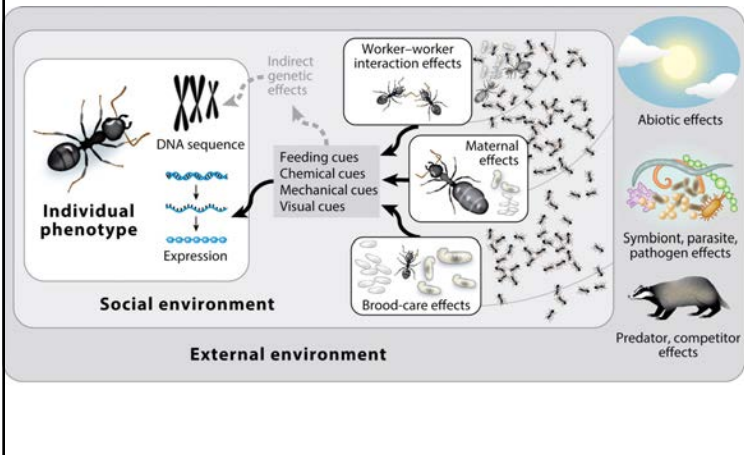 Worker–worker
interaction effects
Indirect
genetic
effects
DNA sequence
Individual
phenotype
Expression
Feeding cues
Chemical cues
Mechanical cues
Visual cues
Maternal
effects
Brood-care effects
Social environment
External environment
Abiotic effects
Symbiont, parasite,
pathogen effects
Predator, competitor
effects